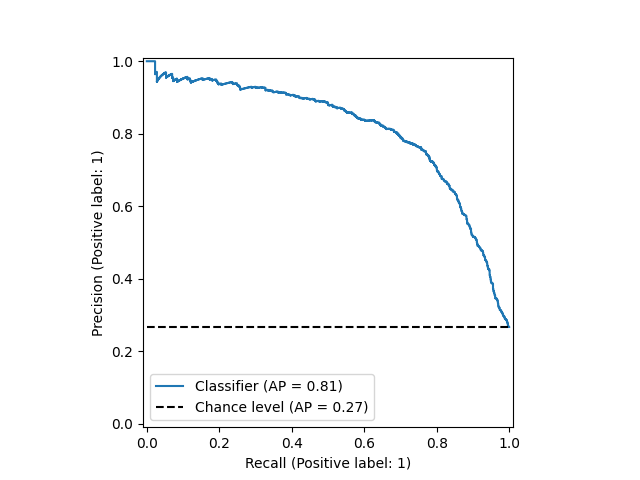 1.0
0.8
0.6
0.4
0.2
0.0
Precision (Positive label: 1)
Classifier (AP = 0.81)
Chance level (AP = 0.27)
0.0 0.2 0.4 0.6 0.8 1.0
Recall (Positive label: 1)